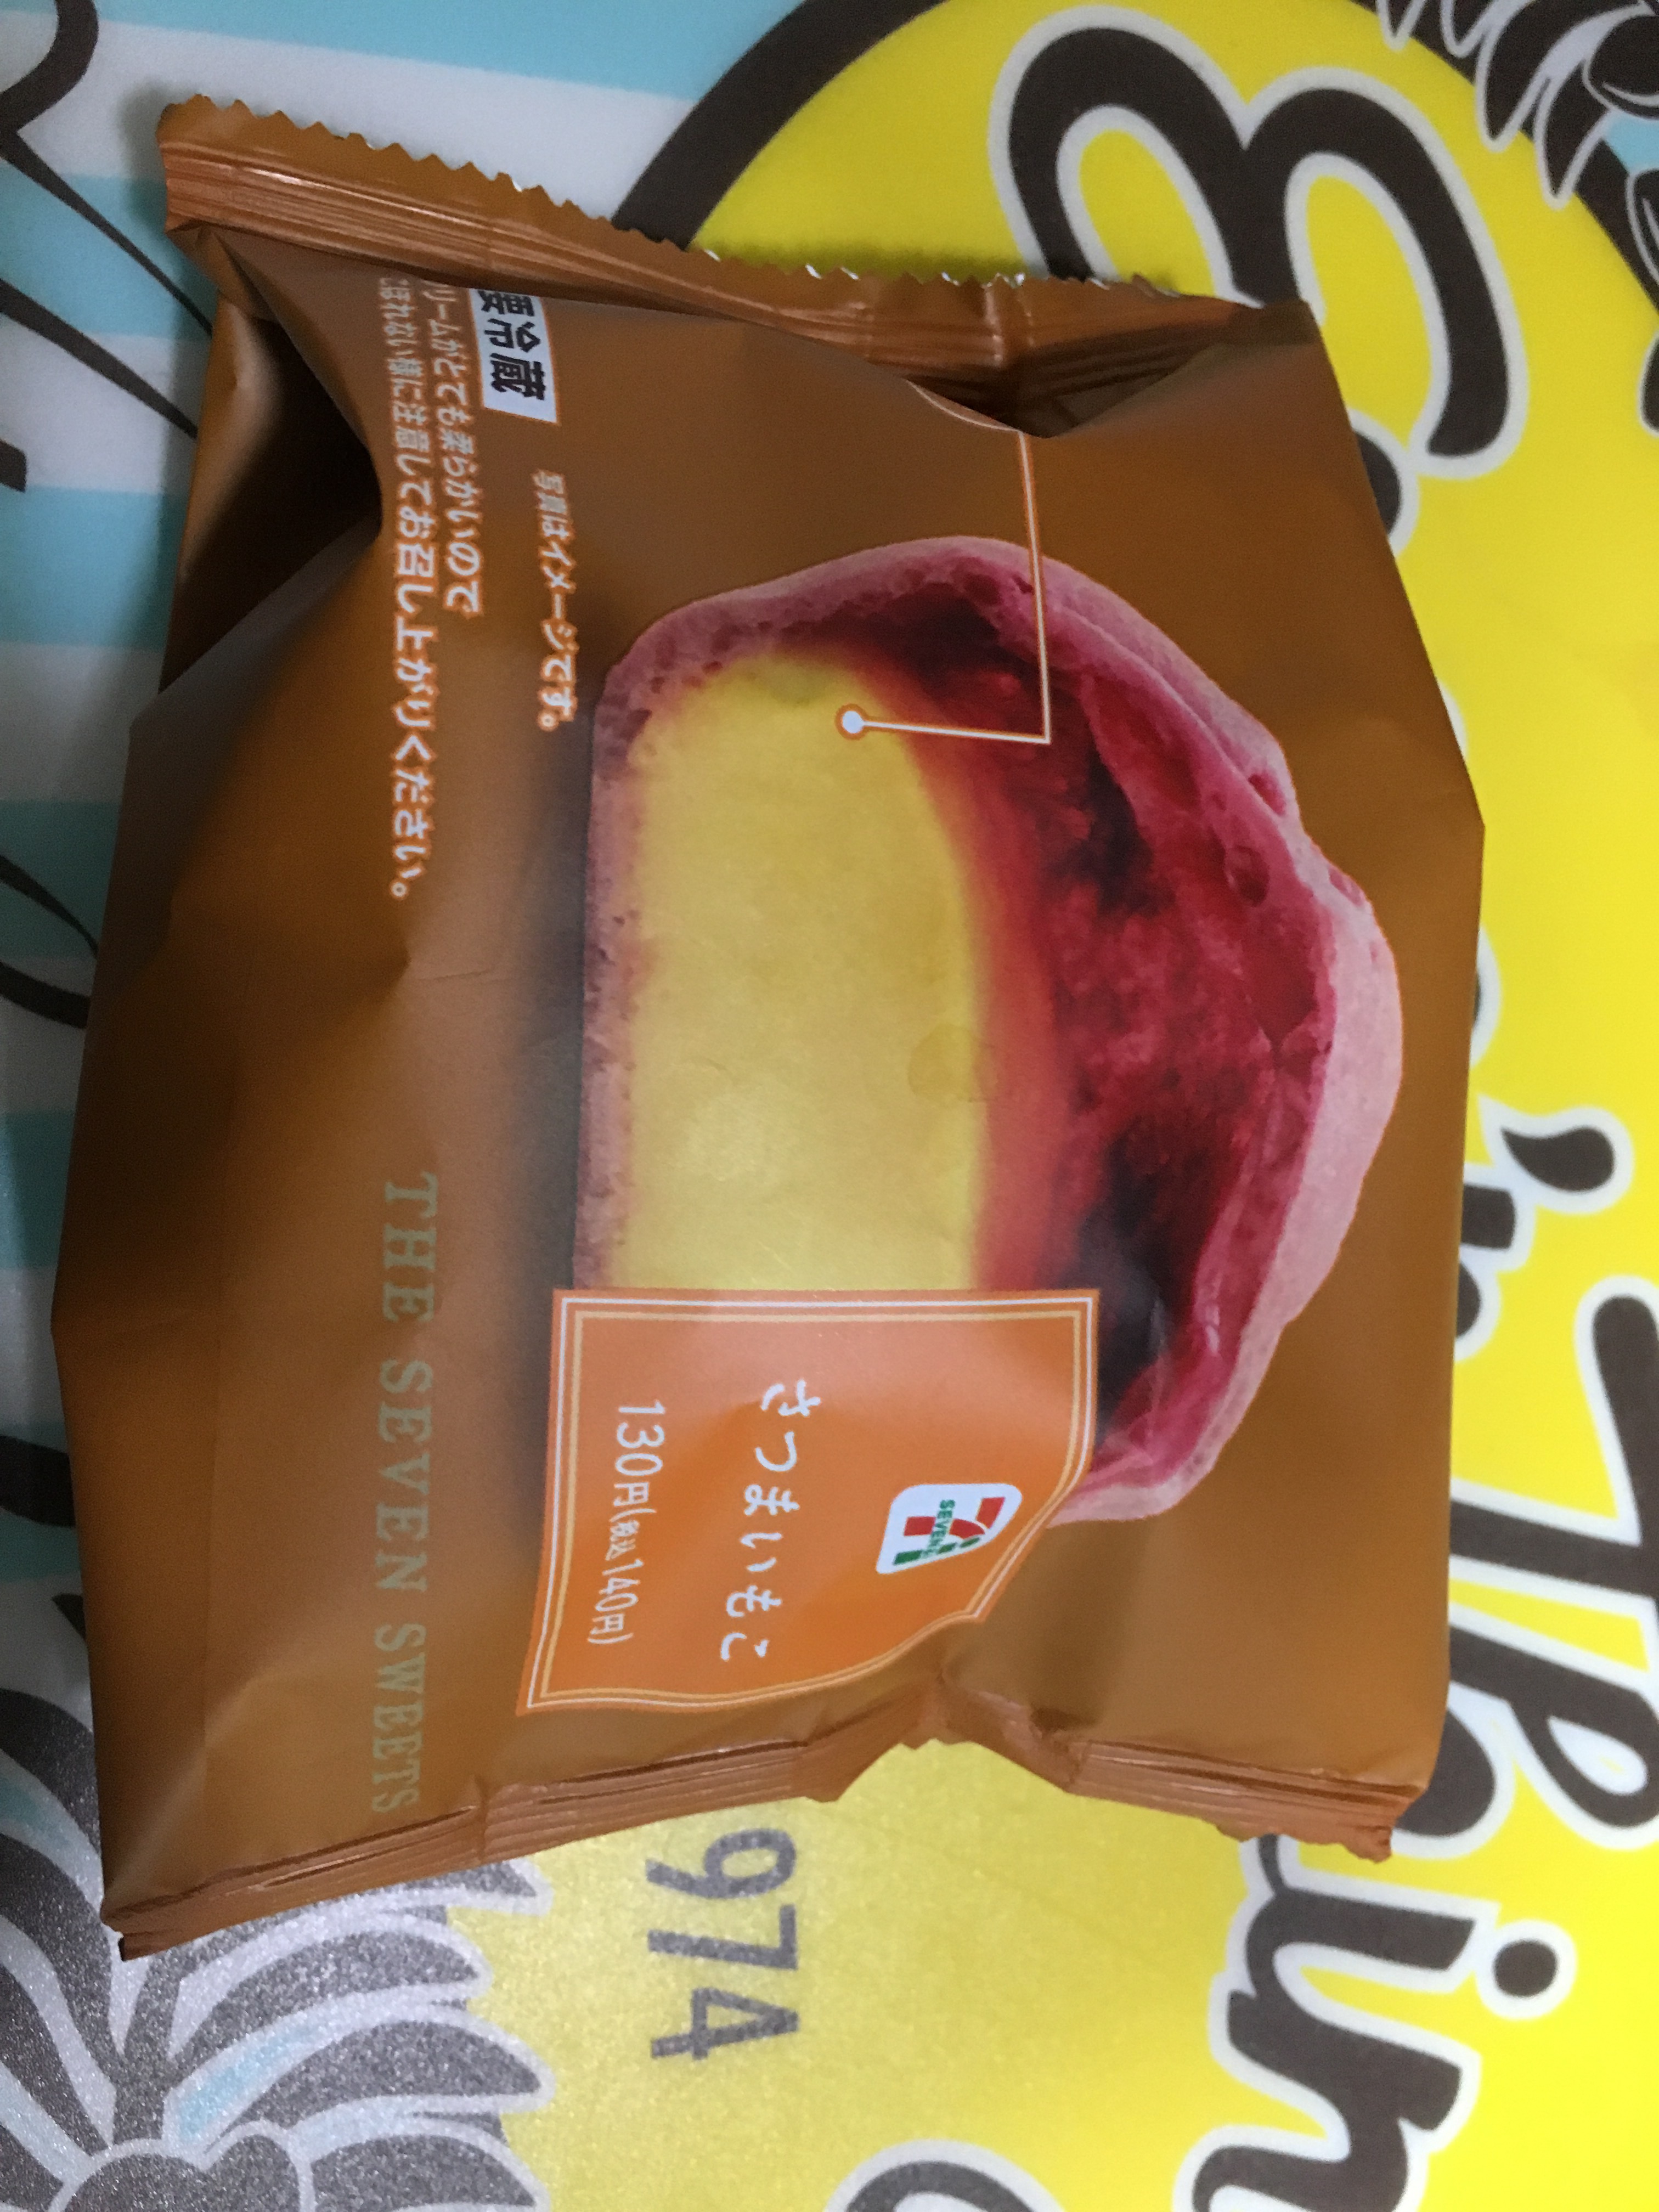 さつまいもこ
130円(税込140円)
SEVEN
写真はイメージです。
要冷蔵
リームがとても柔らかいので
こぼれない様に注意してお召し上がりください。
THE SEVEN SWEETS
974